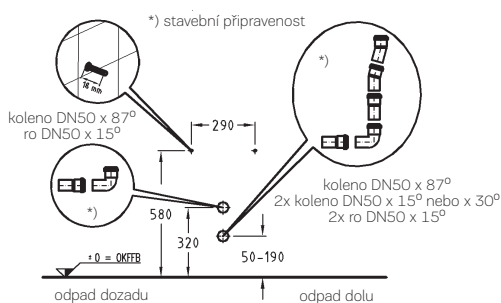 *) stavební připravenost
18 mm
*)
koleno DN50 x 87°
ro DN50 x 15°
290
*)
580
320
50-190
koleno DN50 x 87°
2x koleno DN50 x 15° nebo x 30°
2x ro DN50 x 15°
±0 = OKFFB
odpad dozadu
odpad dolu